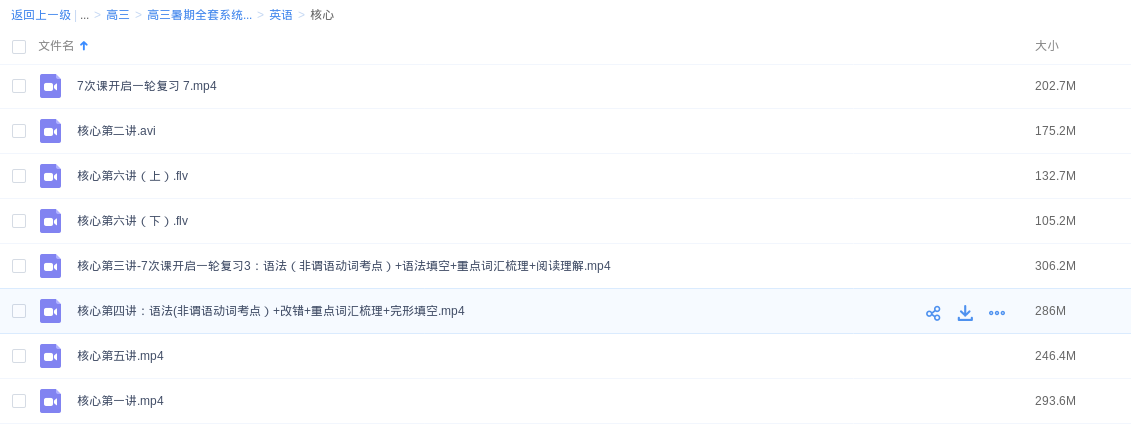 返回上一级 | ... > 高三 > 高三暑期全套系统... > 英语 > 核心
文件名 大小
7次课开启一轮复习 7.mp4 202.7M
核心第二讲.avi 175.2M
核心第六讲（上）.flv 132.7M
核心第六讲（下）.flv 105.2M
核心第三讲-7次课开启一轮复习3：语法（非谓语动词考点）+语法填空+重点词汇梳理+阅读理解.mp4 306.2M
核心第四讲：语法(非谓语动词考点）+改错+重点词汇梳理+完形填空.mp4 286M
核心第五讲.mp4 246.4M
核心第一讲.mp4 293.6M